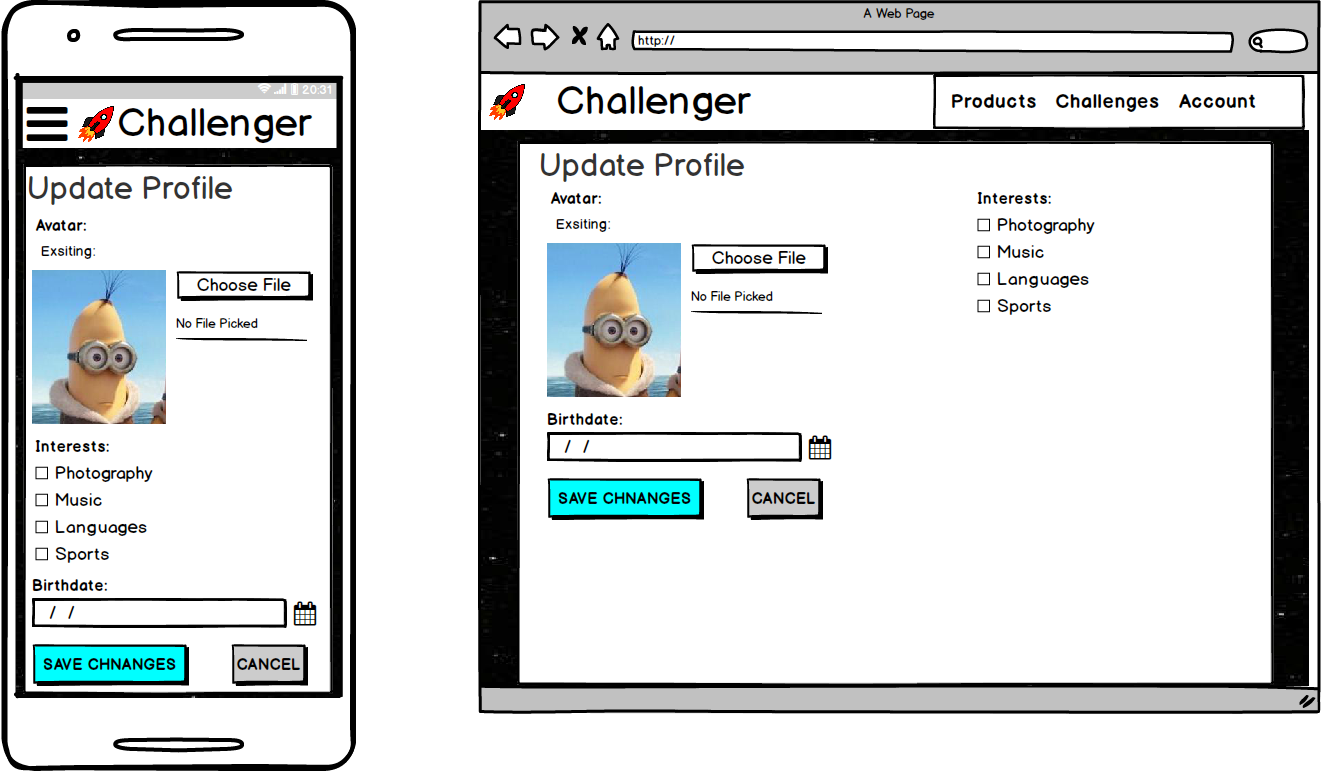 20:31
Challenger
Update Profile
Avatar:
Exsiting:
Choose File
No File Picked
Interests:
Photography
Music
Languages
Sports
Birthdate:
/ /
SAVE CHNANGES
CANCEL
A Web Page
http://
Challenger
Products Challenges Account
Update Profile
Avatar:
Exsiting:
Choose File
No File Picked
Birthdate:
/ /
SAVE CHNANGES
CANCEL
Interests:
Photography
Music
Languages
Sports